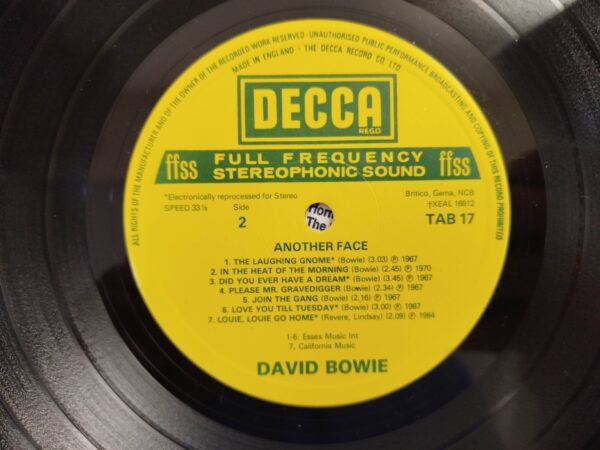 ALL RIGHTS OF THE MANUFACTURER AND OF THE OWNER OF THE RECORDED WORK RESERVED · UNAUTHORISED PUBLIC PERFORMANCE BROADCASTING AND COPYING OF THIS RECORD PROHIBITED
MADE IN ENGLAND · THE DECCA RECORD CO. LTD
DECCA
REGD
ffss FULL FREQUENCY ffss
STEREOPHONIC SOUND
*Electronically reprocessed for Stereo
Britico, Gema, NCB
SPEED 33⅓ Side
†XEAL 16912
2
TAB 17
The
ANOTHER FACE
1. THE LAUGHING GNOME* (Bowie) (3.03) ℗ 1967
2. IN THE HEAT OF THE MORNING (Bowie) (2.45) ℗ 1970
3. DID YOU EVER HAVE A DREAM* (Bowie) (3.45) ℗ 1967
4. PLEASE MR. GRAVEDIGGER (Bowie) (2.34) ℗ 1967
5. JOIN THE GANG (Bowie) (2.16) ℗ 1967
6. LOVE YOU TILL TUESDAY* (Bowie) (3.00) ℗ 1967
7. LOUIE, LOUIE GO HOME* (Revere, Lindsay) (2.09) ℗ 1964
1-6. Essex Music Int
7. California Music
DAVID BOWIE